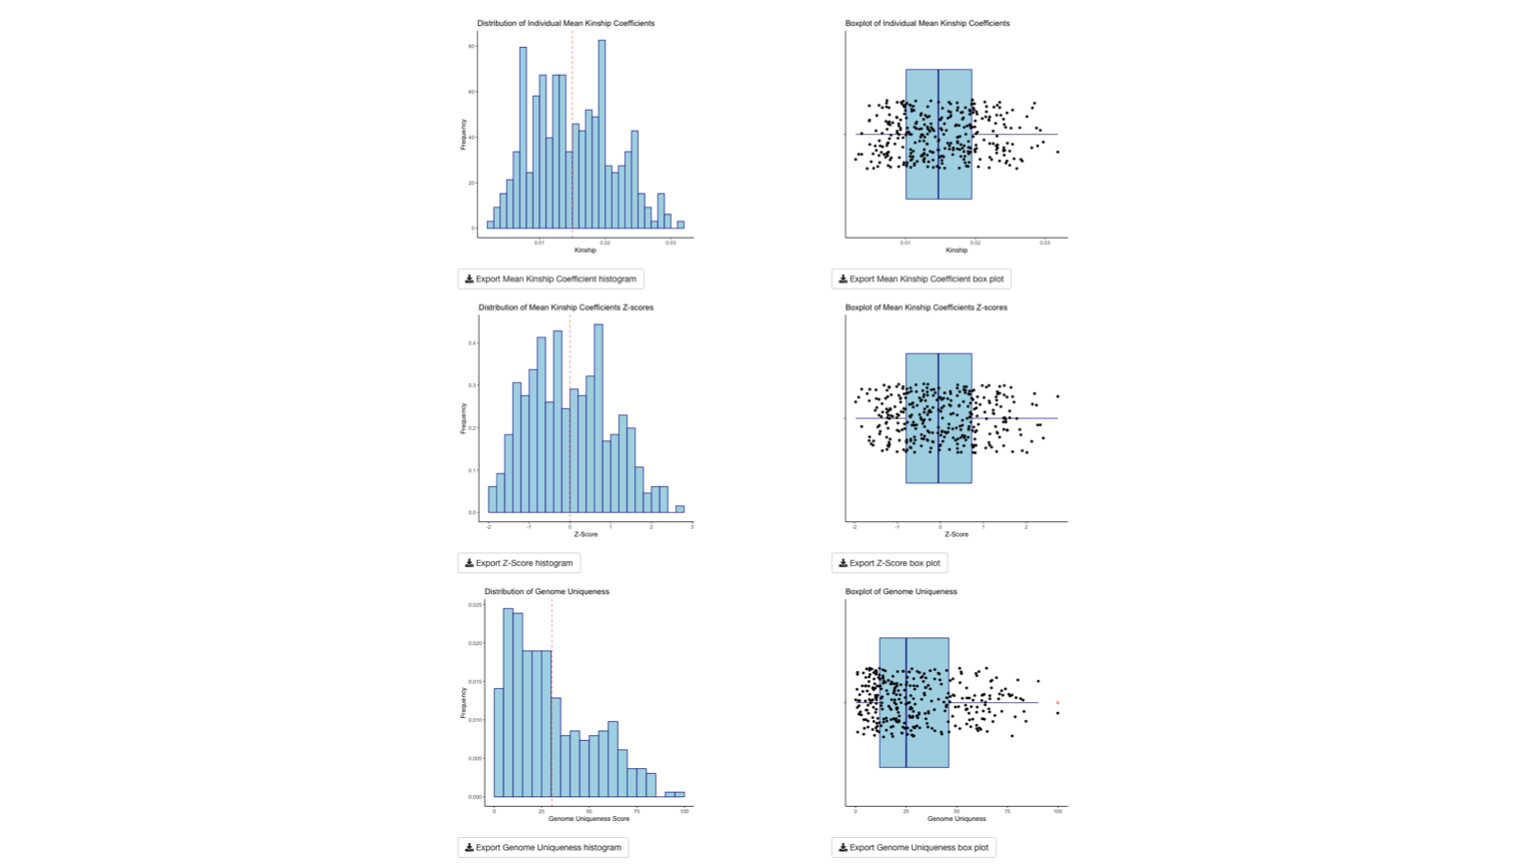 Distribution of Individual Mean Kinship Coefficients
80
60
40
20
0
Frequency
0.01 0.02 0.03
Kinship
Boxplot of Individual Mean Kinship Coefficients
0.01 0.02 0.03
Kinship
Export Mean Kinship Coefficient histogram
Export Mean Kinship Coefficient box plot
Distribution of Mean Kinship Coefficients Z-scores
0.4
0.3
0.2
0.1
0.0
Frequency
-2 -1 0 1 2 3
Z-Score
Boxplot of Mean Kinship Coefficients Z-scores
-2 -1 0 1 2
Z-Score
Export Z-Score histogram
Export Z-Score box plot
Distribution of Genome Uniqueness
0.025
0.020
0.015
0.010
0.005
0.000
Frequency
0 25 50 75 100
Genome Uniqueness Score
Boxplot of Genome Uniqueness
0 25 50 75 100
Genome Uniquness
Export Genome Uniqueness histogram
Export Genome Uniqueness box plot